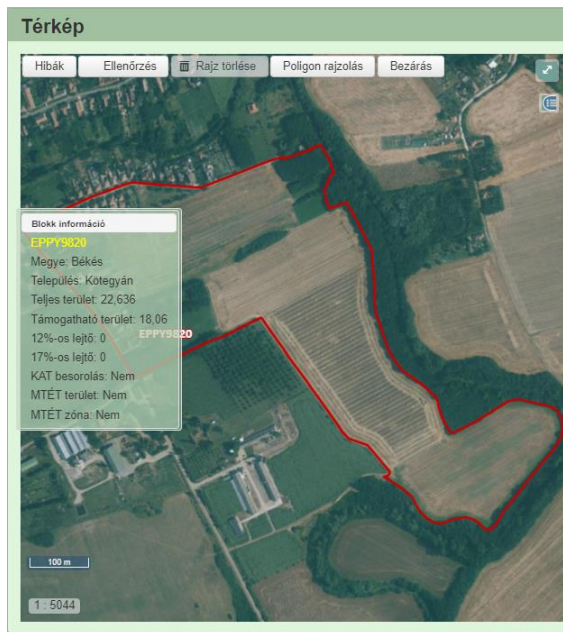 Térkép
Hibák Ellenőrzés Rajz törlése Poligon rajzolás Bezárás
Blokk információ
EPPY9820
Megye: Békés
Település: Kötegyán
Teljes terület: 22,636
Támogatható terület: 18,06
12%-os lejtő: 0
EPPY9820
17%-os lejtő: 0
KAT besorolás: Nem
MTÉT terület: Nem
MTÉT zóna: Nem
100 m
1 : 5044